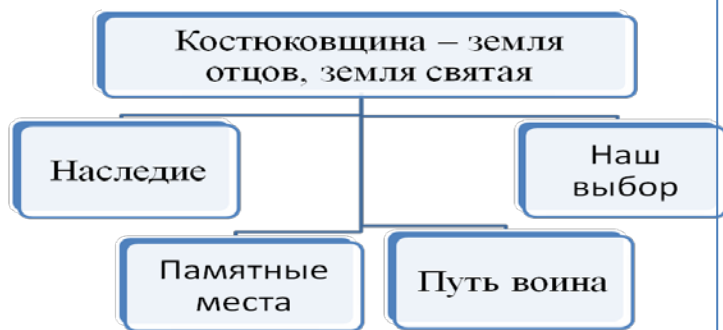 Костюковщина – земля
отцов, земля святая
Наследие
Наш
выбор
Памятные
места
Путь воина